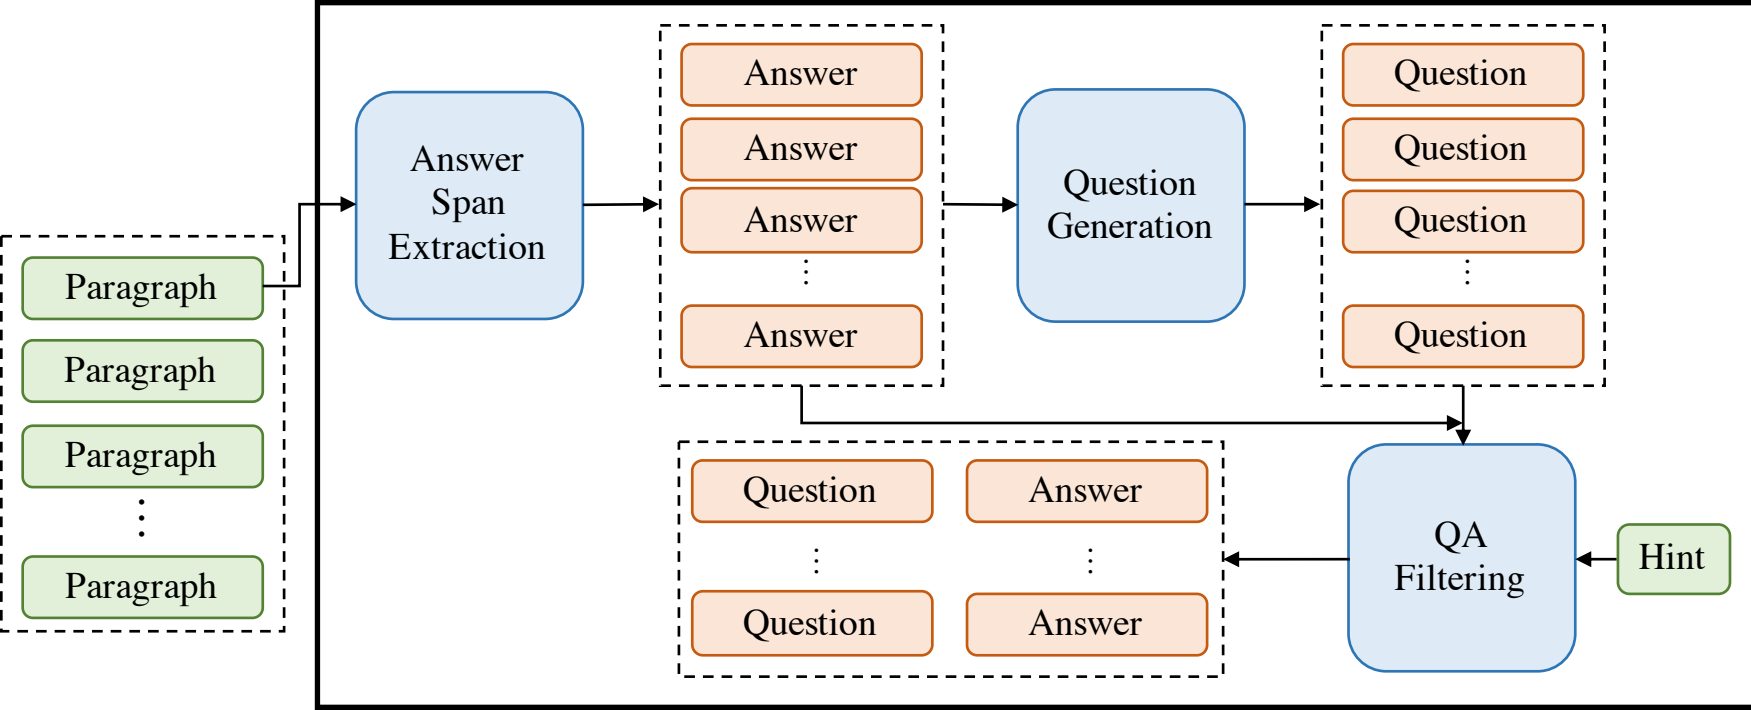 Paragraph
Paragraph
Paragraph
Paragraph
Answer
Span
Extraction
Answer
Answer
Answer
Answer
Question
Generation
Question
Question
Question
Question
QA
Filtering
Hint
Question
Answer
Question
Answer